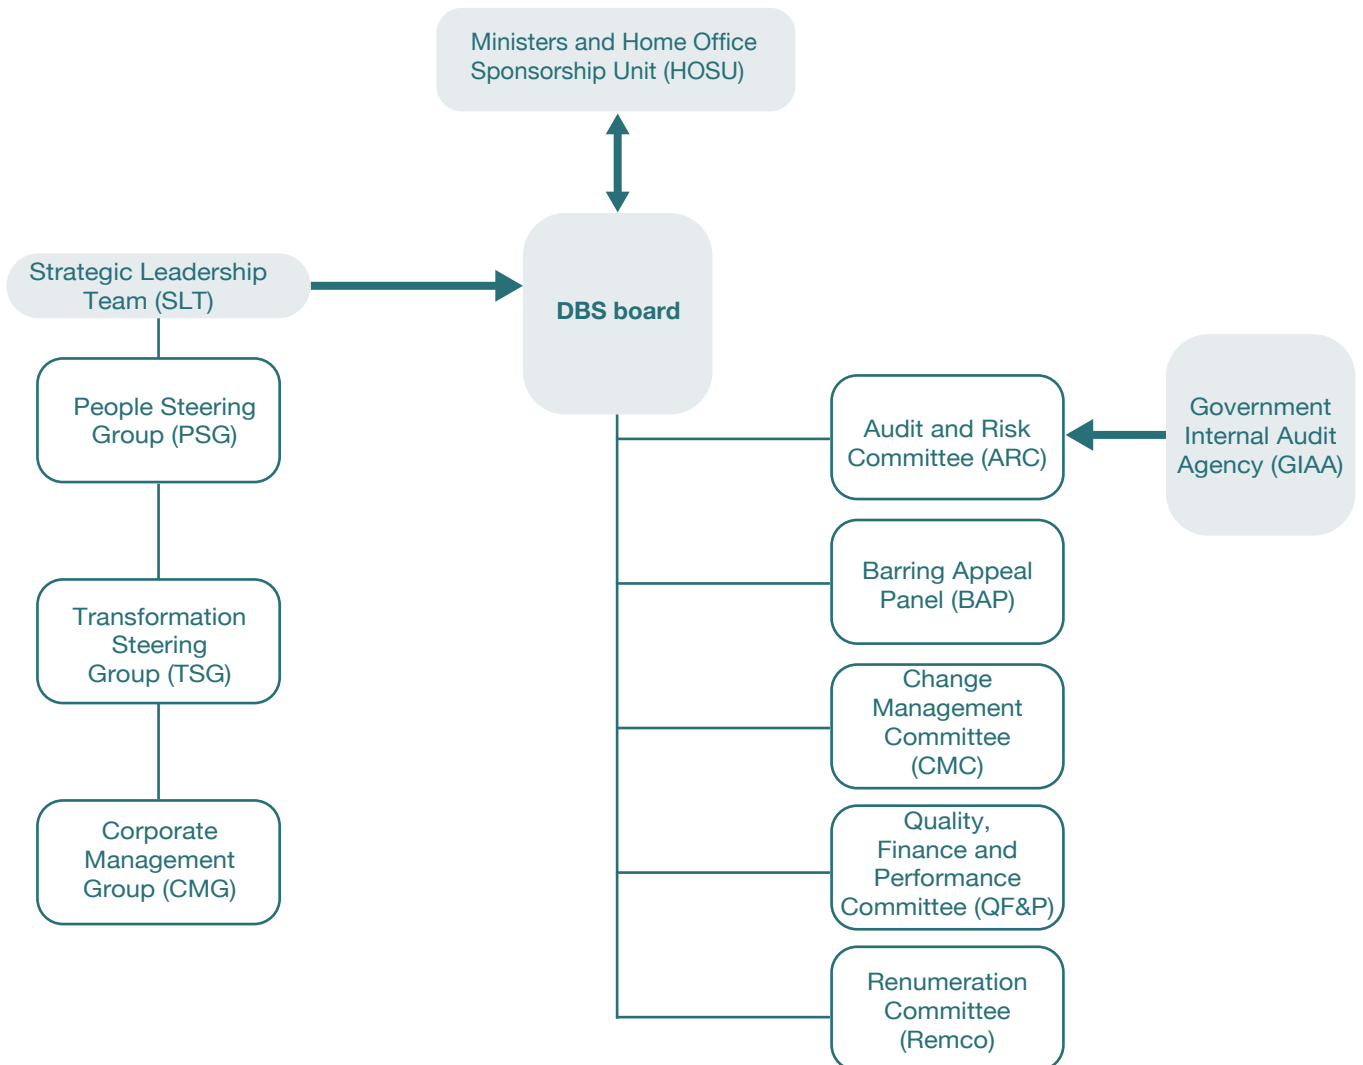 Ministers and Home Office
Sponsorship Unit (HOSU)
Strategic Leadership
Team (SLT)
DBS board
People Steering
Group (PSG)
Transformation
Steering
Group (TSG)
Corporate
Management
Group (CMG)
Audit and Risk
Committee (ARC)
Government
Internal Audit
Agency (GIAA)
Barring Appeal
Panel (BAP)
Change
Management
Committee
(CMC)
Quality,
Finance and
Performance
Committee (QF&P)
Renumeration
Committee
(Remco)